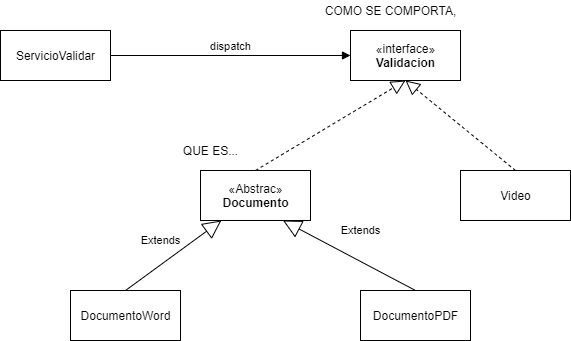 COMO SE COMPORTA,
ServicioValidar
dispatch
«interface»
Validacion
QUE ES...
«Abstrac»
Documento
Video
Extends
Extends
DocumentoWord
DocumentoPDF